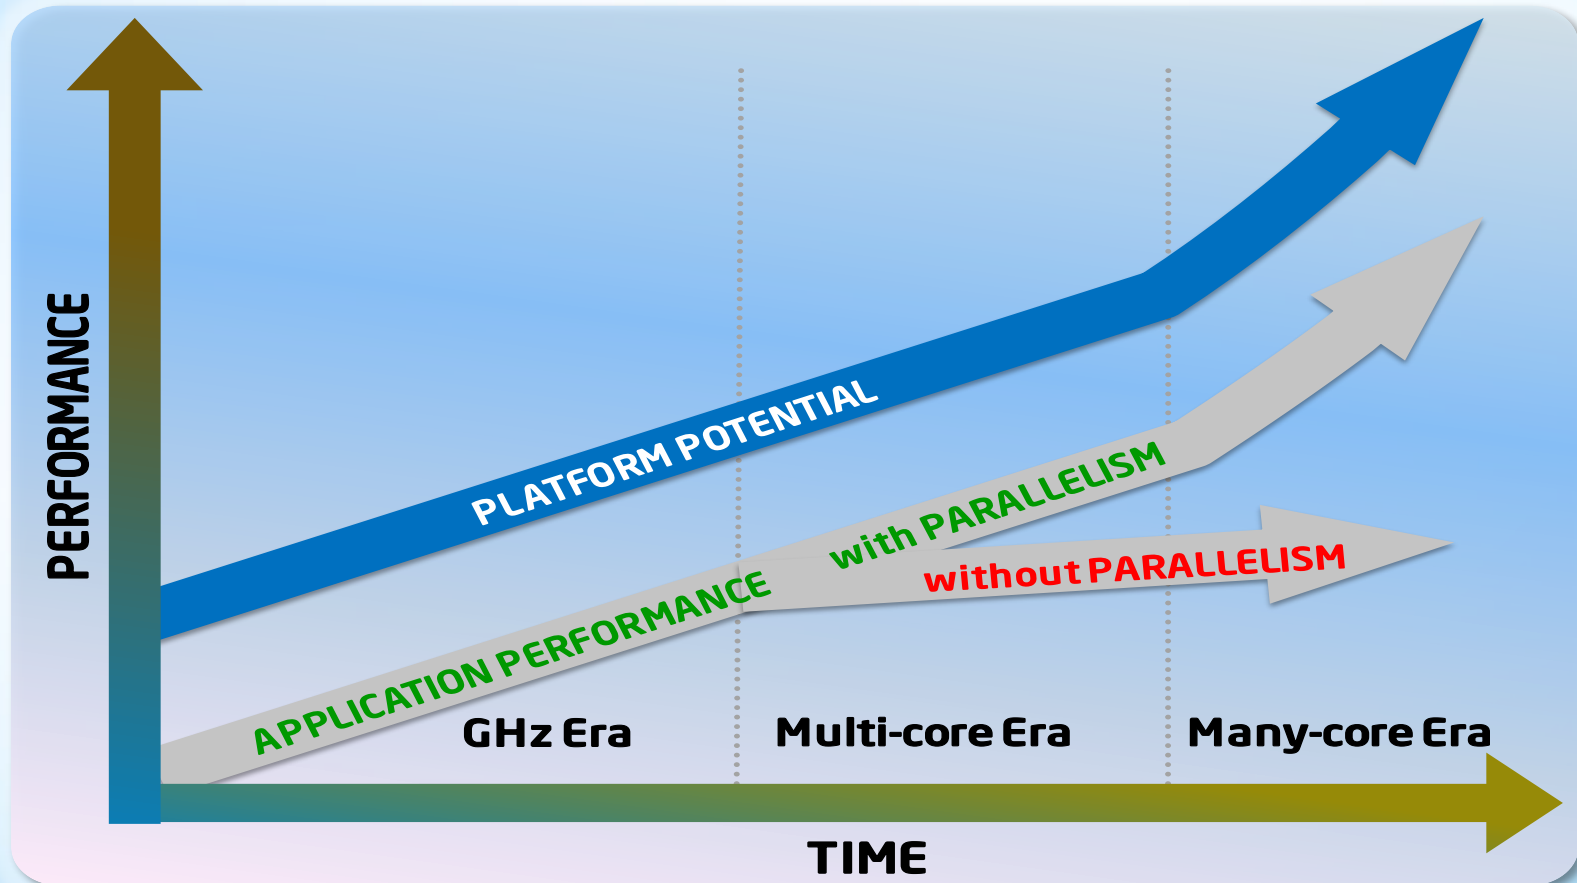 PERFORMANCE
PLATFORM POTENTIAL
with PARALLELISM
without PARALLELISM
APPLICATION PERFORMANCE
GHz Era
Multi-core Era
Many-core Era
TIME